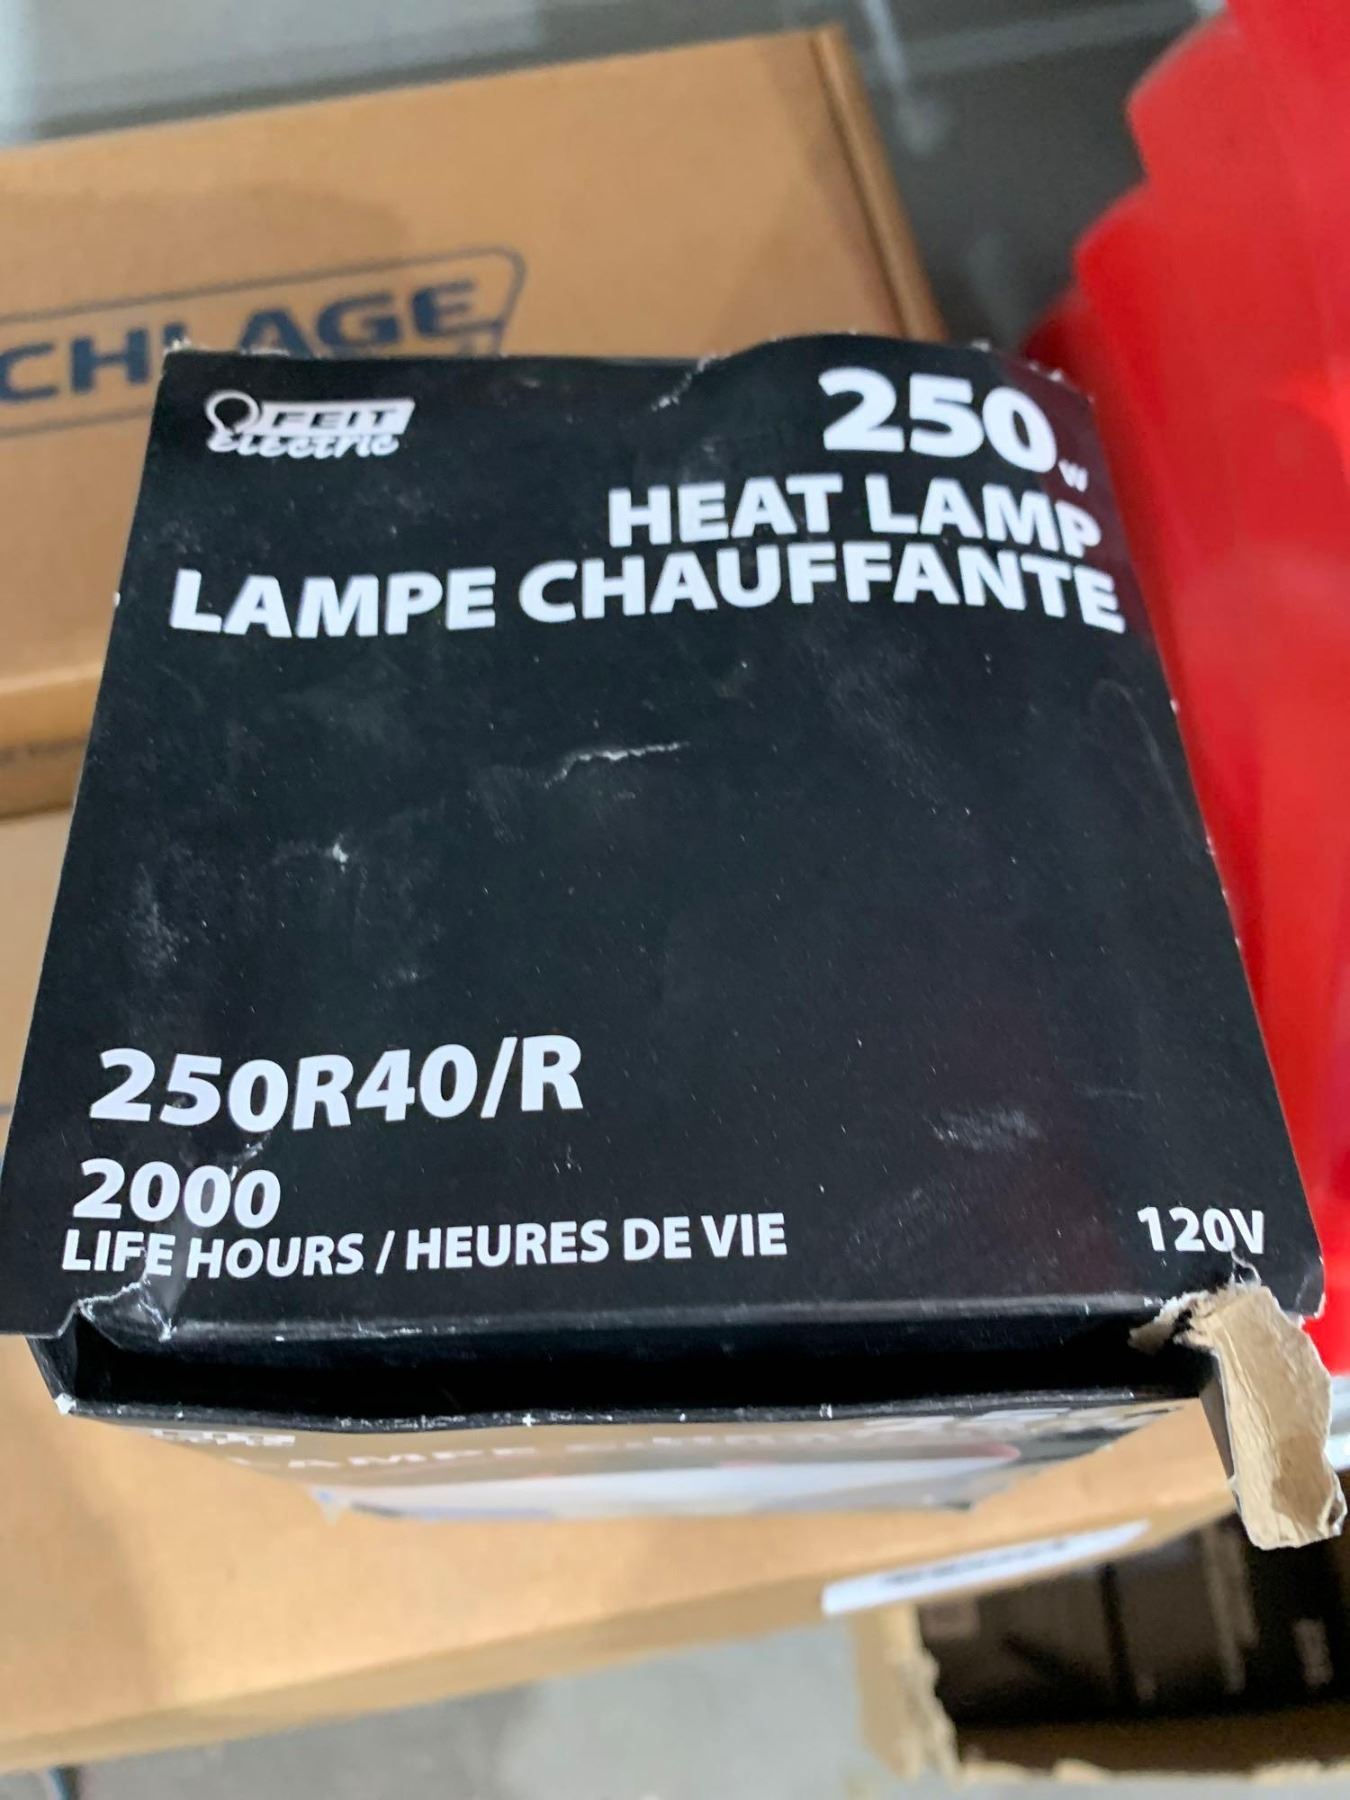 CHLAGE
FEIT
electric
250w
HEAT LAMP
LAMPE CHAUFFANTE
250R40/R
2000
LIFE HOURS / HEURES DE VIE
120V